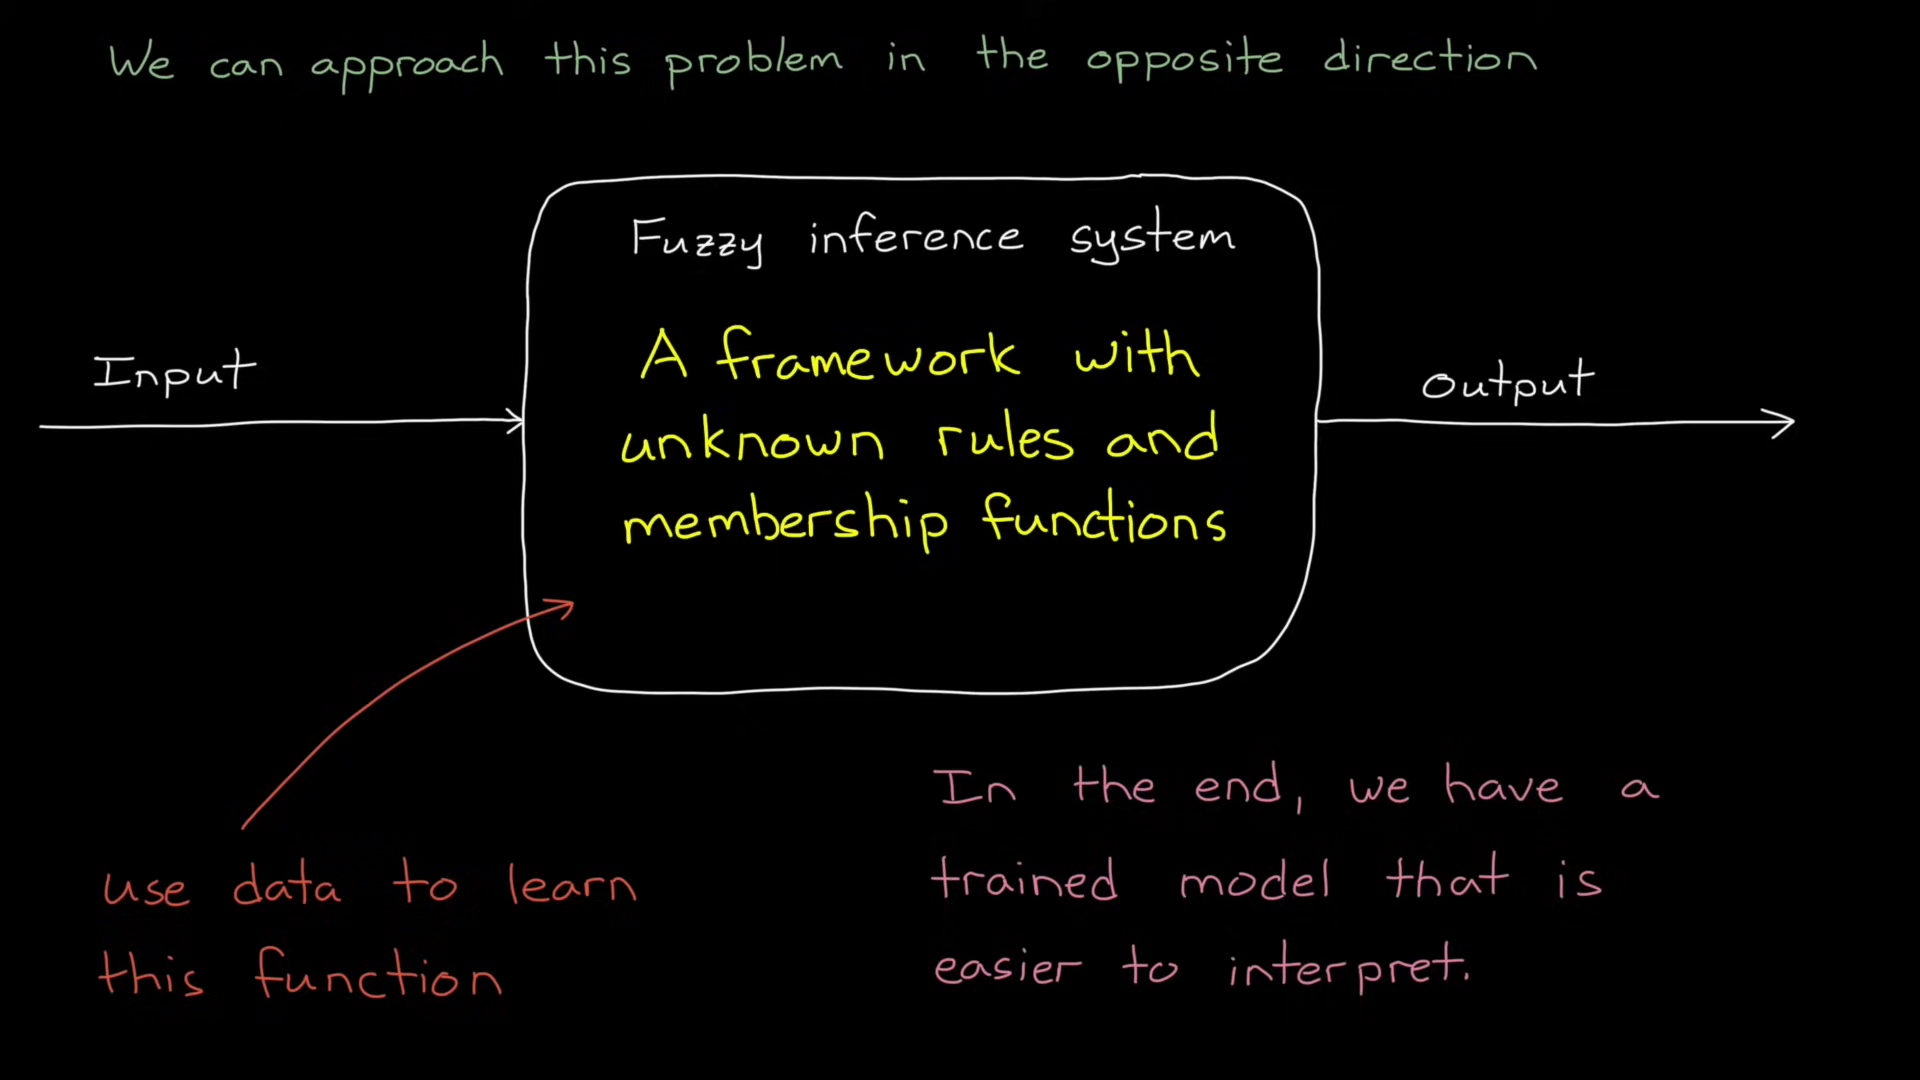 We can approach this problem in the opposite direction
Fuzzy inference system
A framework with
unknown rules and
membership functions
Input
output
use data to learn
this function
In the end, we have a
trained model that is
easier to interpret.